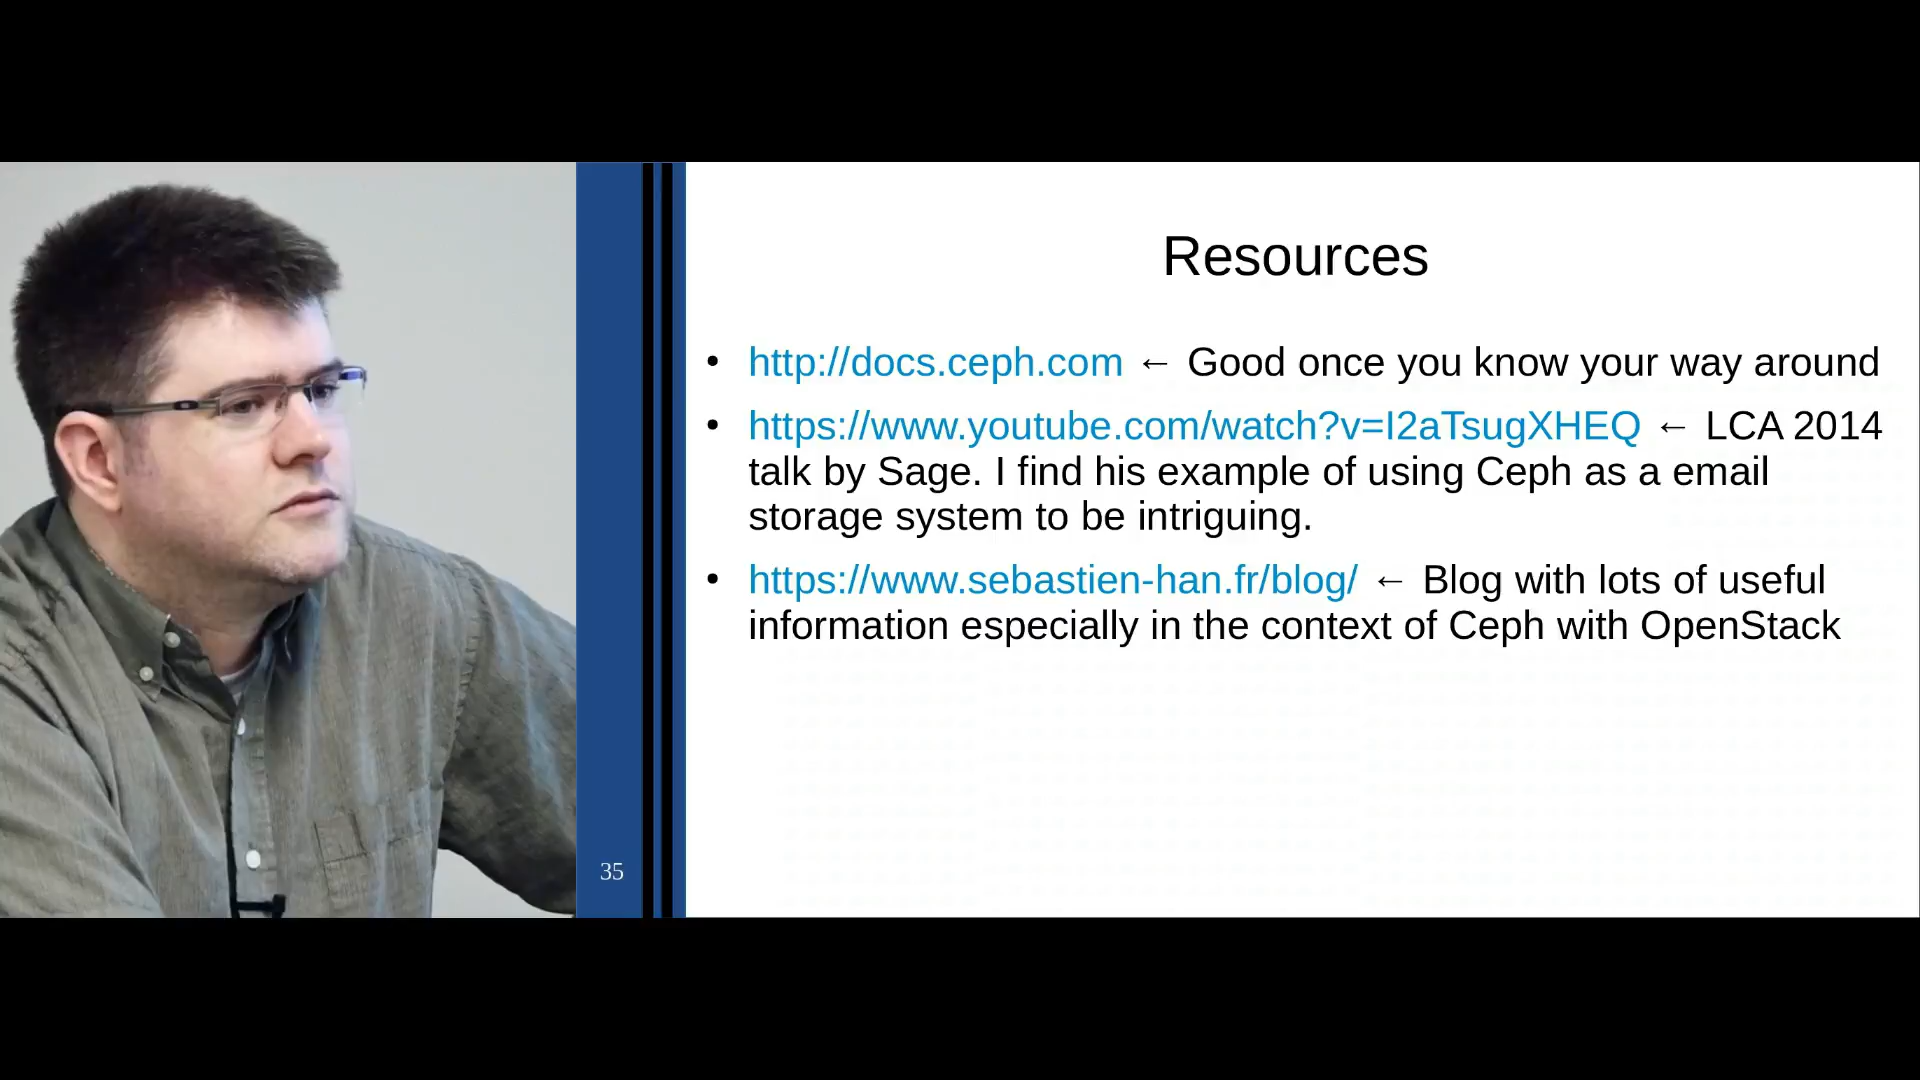 Resources
• http://docs.ceph.com ← Good once you know your way around
• https://www.youtube.com/watch?v=I2aTsugXHEQ ← LCA 2014
talk by Sage. I find his example of using Ceph as a email
storage system to be intriguing.
• https://www.sebastien-han.fr/blog/ ← Blog with lots of useful
information especially in the context of Ceph with OpenStack
35